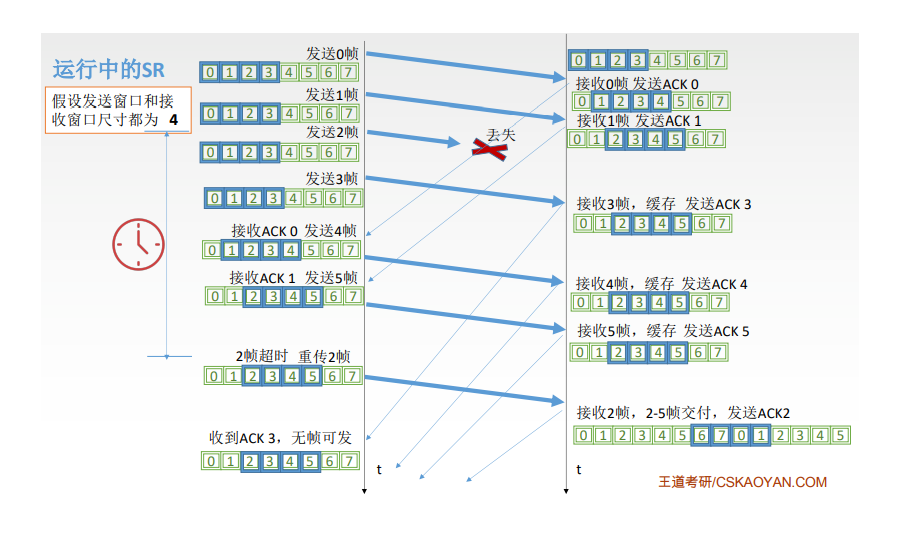 运行中的SR
假设发送窗口和接
收窗口尺寸都为 4
发送0帧
0 1 2 3 4 5 6 7
发送1帧
0 1 2 3 4 5 6 7
发送2帧
0 1 2 3 4 5 6 7
丢失
发送3帧
0 1 2 3 4 5 6 7
接收ACK 0 发送4帧
0 1 2 3 4 5 6 7
接收ACK 1 发送5帧
0 1 2 3 4 5 6 7
2帧超时 重传2帧
0 1 2 3 4 5 6 7
收到ACK 3，无帧可发
0 1 2 3 4 5 6 7
t
0 1 2 3 4 5 6 7
接收0帧 发送ACK 0
0 1 2 3 4 5 6 7
接收1帧 发送ACK 1
0 1 2 3 4 5 6 7
接收3帧，缓存 发送ACK 3
0 1 2 3 4 5 6 7
接收4帧，缓存 发送ACK 4
0 1 2 3 4 5 6 7
接收5帧，缓存 发送ACK 5
0 1 2 3 4 5 6 7
接收2帧，2-5帧交付，发送ACK2
0 1 2 3 4 5 6 7 0 1 2 3 4 5
t
王道考研/CSKAOYAN.COM